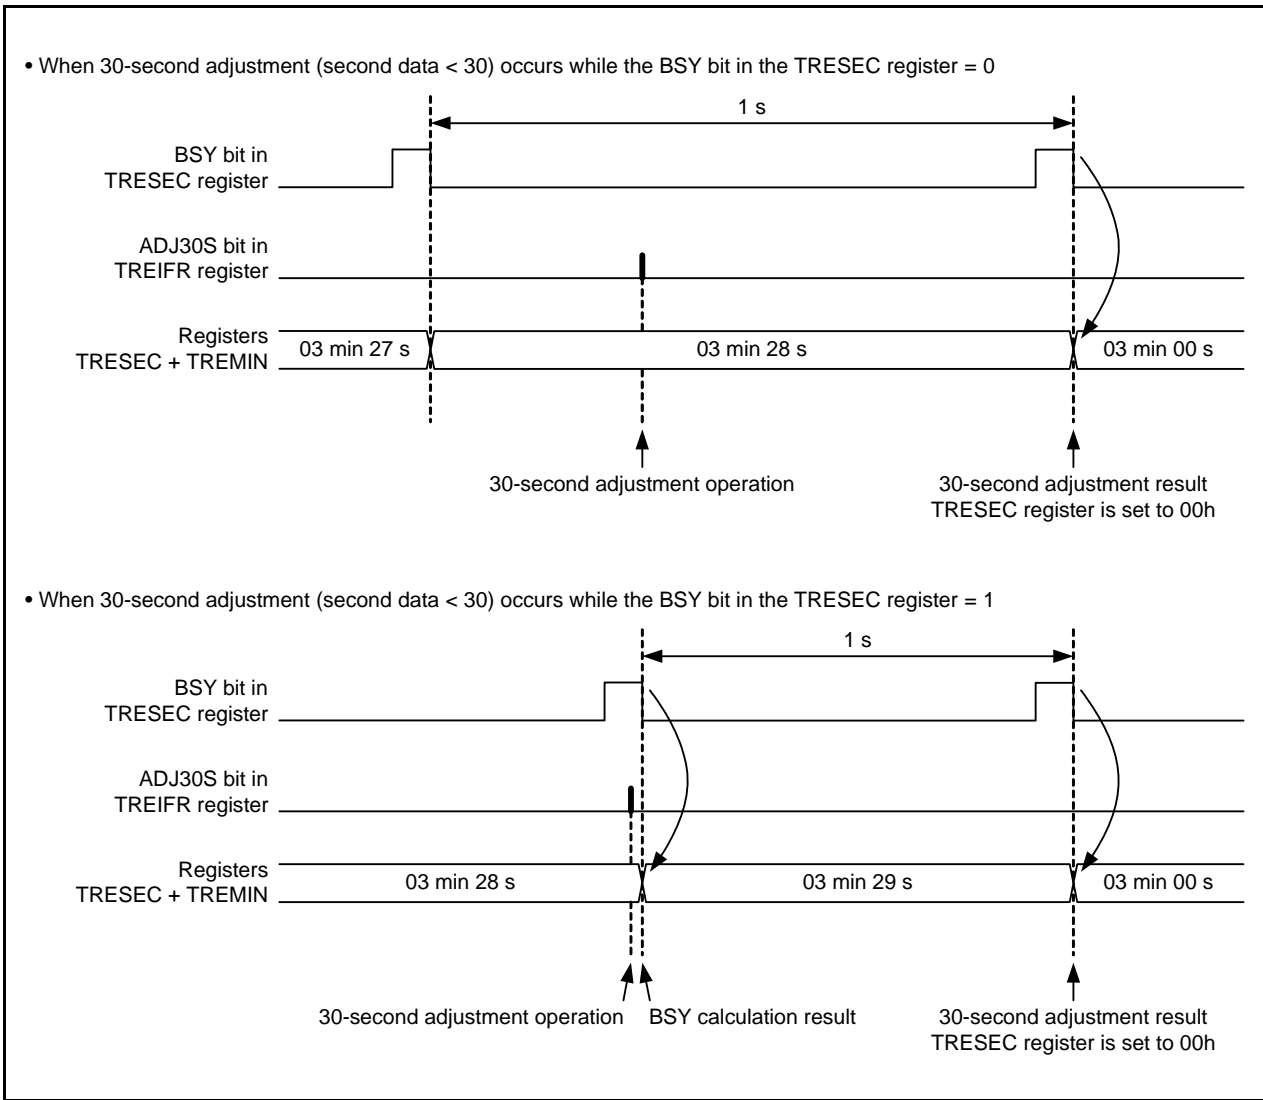 • When 30-second adjustment (second data < 30) occurs while the BSY bit in the TRESEC register = 0
1 s
BSY bit in
TRESEC register
ADJ30S bit in
TREIFR register
Registers
TRESEC + TREMIN
03 min 27 s
03 min 28 s
03 min 00 s
30-second adjustment operation
30-second adjustment result
TRESEC register is set to 00h
• When 30-second adjustment (second data < 30) occurs while the BSY bit in the TRESEC register = 1
1 s
BSY bit in
TRESEC register
ADJ30S bit in
TREIFR register
Registers
TRESEC + TREMIN
03 min 28 s
03 min 29 s
03 min 00 s
30-second adjustment operation
BSY calculation result
30-second adjustment result
TRESEC register is set to 00h